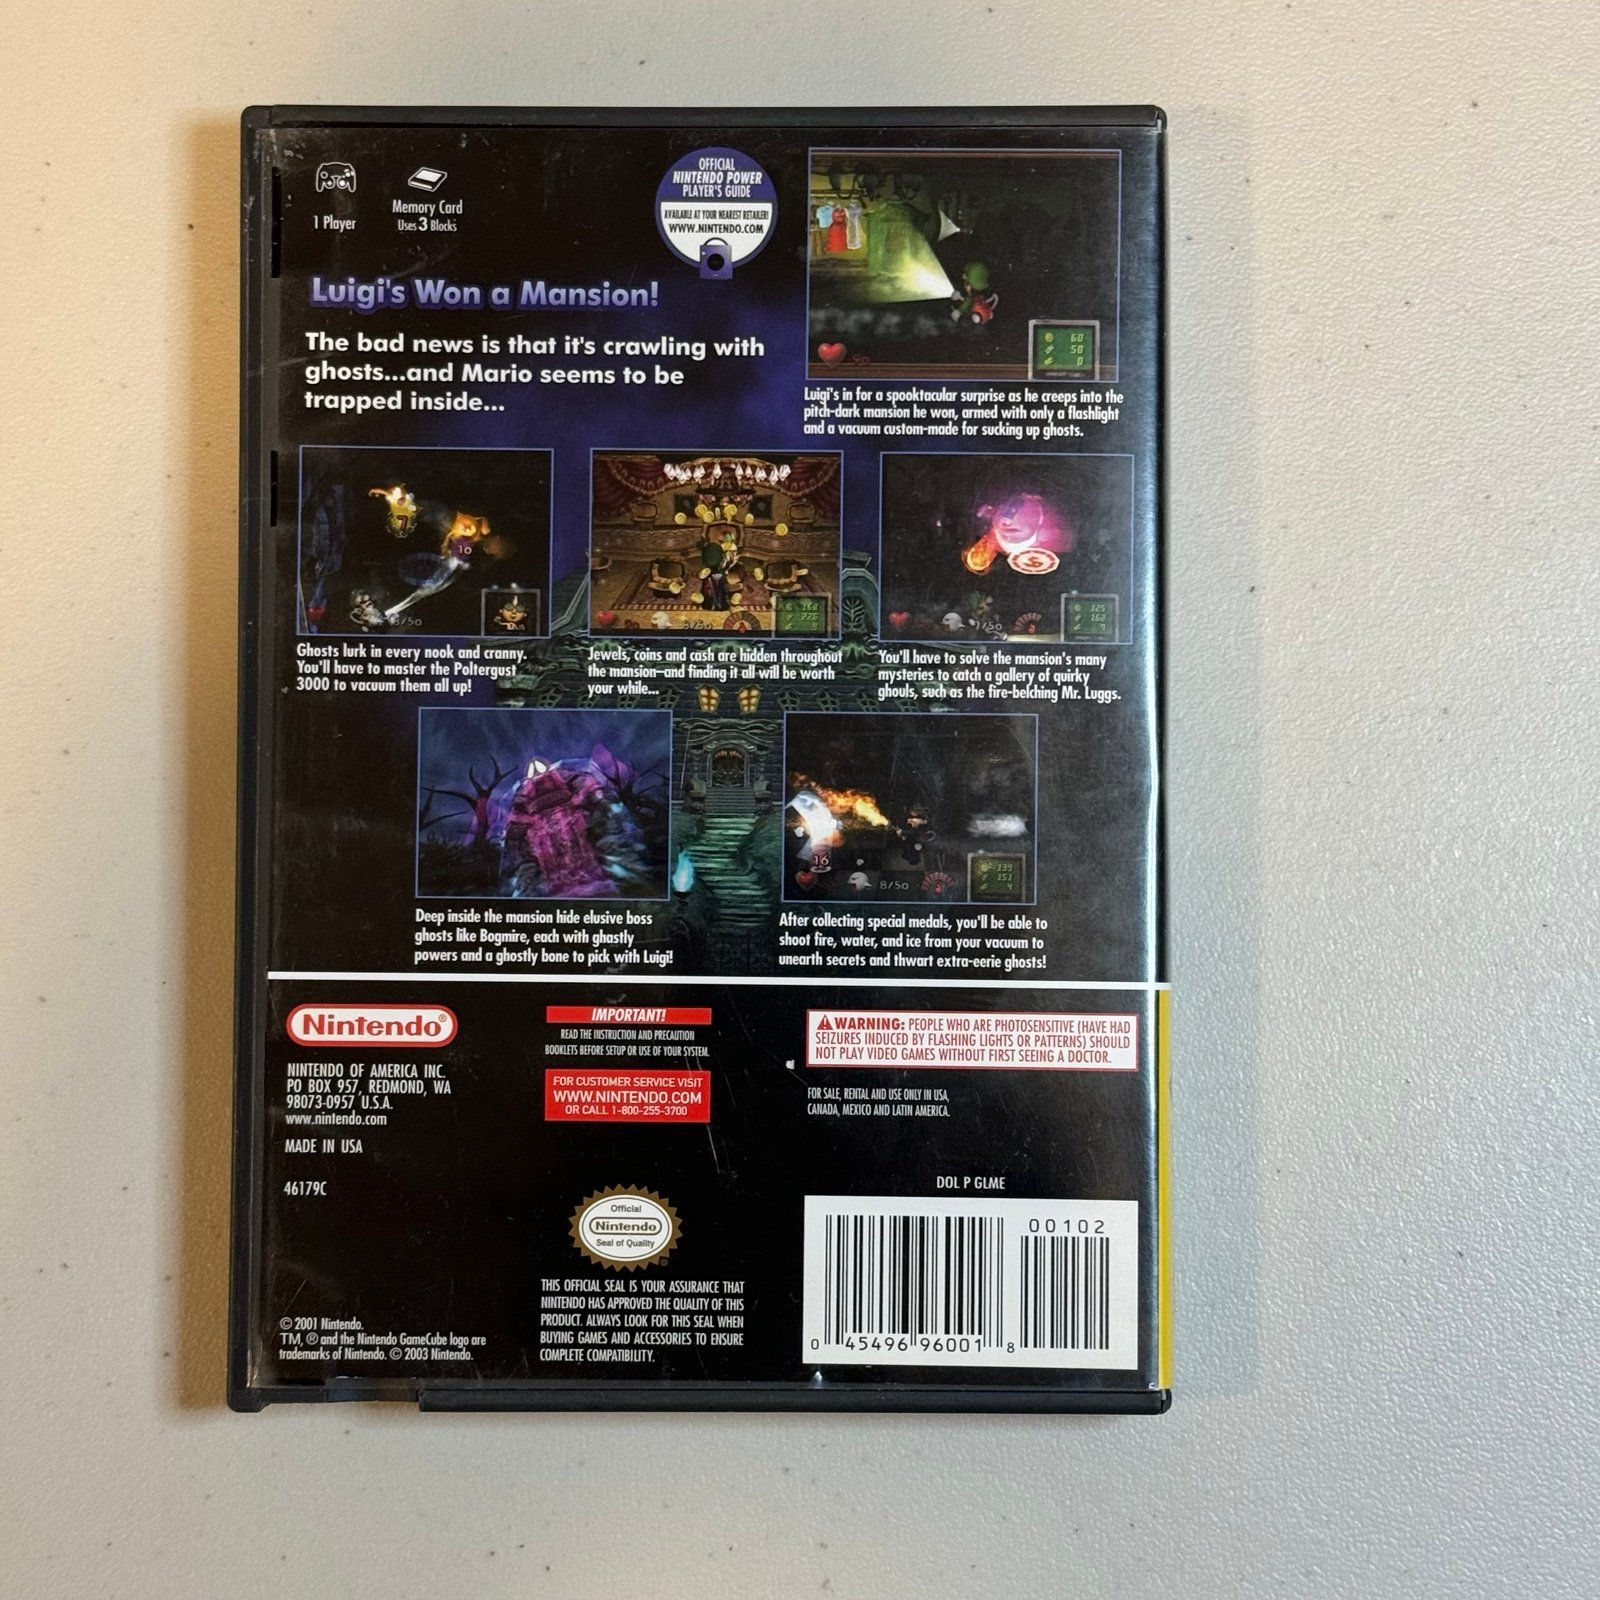 1 Player
Memory Card
Uses 3 Blocks
OFFICIAL
NINTENDO POWER
PLAYER'S GUIDE
AVAILABLE AT YOUR NEAREST RETAILER!
WWW.NINTENDO.COM
Luigi's Won a Mansion!
The bad news is that it's crawling with
ghosts...and Mario seems to be
trapped inside...
90
60
50
0
Luigi's in for a spooktacular surprise as he creeps into the
pitch-dark mansion he won, armed with only a flashlight
and a vacuum custom-made for sucking up ghosts.
7
10
Ghosts lurk in every nook and cranny.
You'll have to master the Poltergust
3000 to vacuum them all up!
Jewels, coins and cash are hidden throughout
the mansion—and finding it all will be worth
your while...
125
162
You'll have to solve the mansion's many
mysteries to catch a gallery of quirky
ghouls, such as the fire-belching Mr. Luggs.
Deep inside the mansion hide elusive boss
ghosts like Bogmire, each with ghastly
powers and a ghostly bone to pick with Luigi!
16
8/50
After collecting special medals, you'll be able to
shoot fire, water, and ice from your vacuum to
unearth secrets and thwart extra-eerie ghosts!
Nintendo®
NINTENDO OF AMERICA INC.
PO BOX 957, REDMOND, WA
98073-0957 U.S.A.
www.nintendo.com
MADE IN USA
46179C
IMPORTANT!
READ THE INSTRUCTION AND PRECAUTION
BOOKLETS BEFORE SETUP OR USE OF YOUR SYSTEM.
FOR CUSTOMER SERVICE VISIT
WWW.NINTENDO.COM
OR CALL 1-800-255-3700
WARNING: PEOPLE WHO ARE PHOTOSENSITIVE (HAVE HAD
SEIZURES INDUCED BY FLASHING LIGHTS OR PATTERNS) SHOULD
NOT PLAY VIDEO GAMES WITHOUT FIRST SEEING A DOCTOR.
FOR SALE, RENTAL AND USE ONLY IN USA,
CANADA, MEXICO AND LATIN AMERICA.
Official
Nintendo
Seal of Quality
THIS OFFICIAL SEAL IS YOUR ASSURANCE THAT
NINTENDO HAS APPROVED THE QUALITY OF THIS
PRODUCT. ALWAYS LOOK FOR THIS SEAL WHEN
BUYING GAMES AND ACCESSORIES TO ENSURE
COMPLETE COMPATIBILITY.
© 2001 Nintendo.
TM, ® and the Nintendo GameCube logo are
trademarks of Nintendo. © 2003 Nintendo.
DOL P GLME
00102
0 45496 96001 8